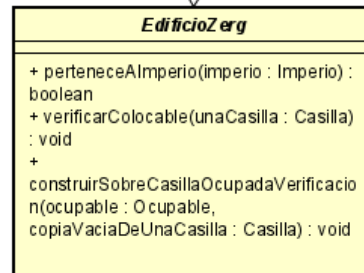 EdificioZerg
+ perteneceAImperio(imperio : Imperio) :
boolean
+ verificarColocable(unaCasilla : Casilla)
: void
+
construirSobreCasillaOcupadaVerificacio
n(ocupable : Ocupable,
copiaVaciaDeUnaCasilla : Casilla) : void